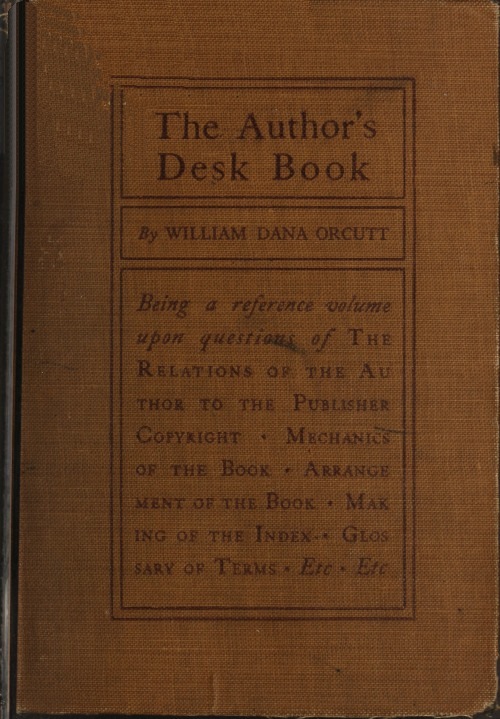 The Author's
Desk Book
By WILLIAM DANA ORCUTT
Being a reference volume
upon questions of THE
RELATIONS OF THE AU
THOR TO THE PUBLISHER
COPYRIGHT · MECHANICS
OF THE BOOK · ARRANGE
MENT OF THE BOOK · MAK
ING OF THE INDEX · GLOS
SARY OF TERMS · Etc · Etc